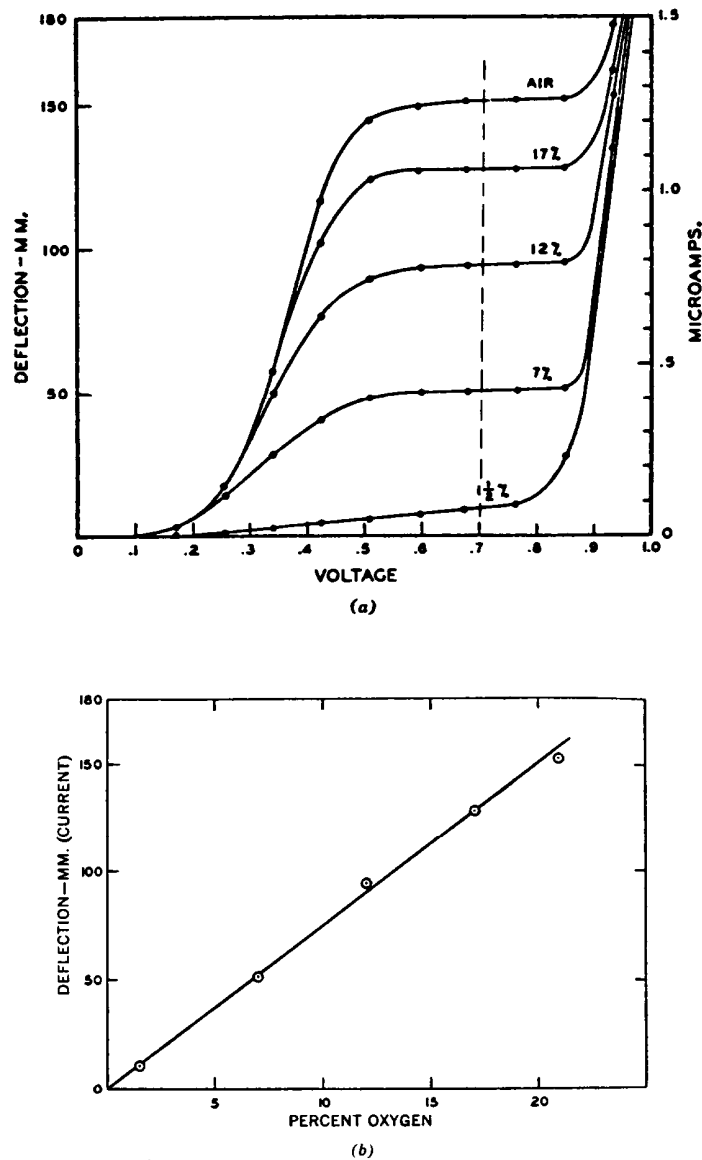 180
150
100
50
DEFLECTION - MM.
AIR
17%
12%
7%
1 1/2 %
1.5
1.0
.5
0
MICROAMPS.
0 .1 .2 .3 .4 .5 .6 .7 .8 .9 1.0
VOLTAGE
(a)
180
150
100
50
0
DEFLECTION—MM. (CURRENT)
5 10 15 20
PERCENT OXYGEN
(b)